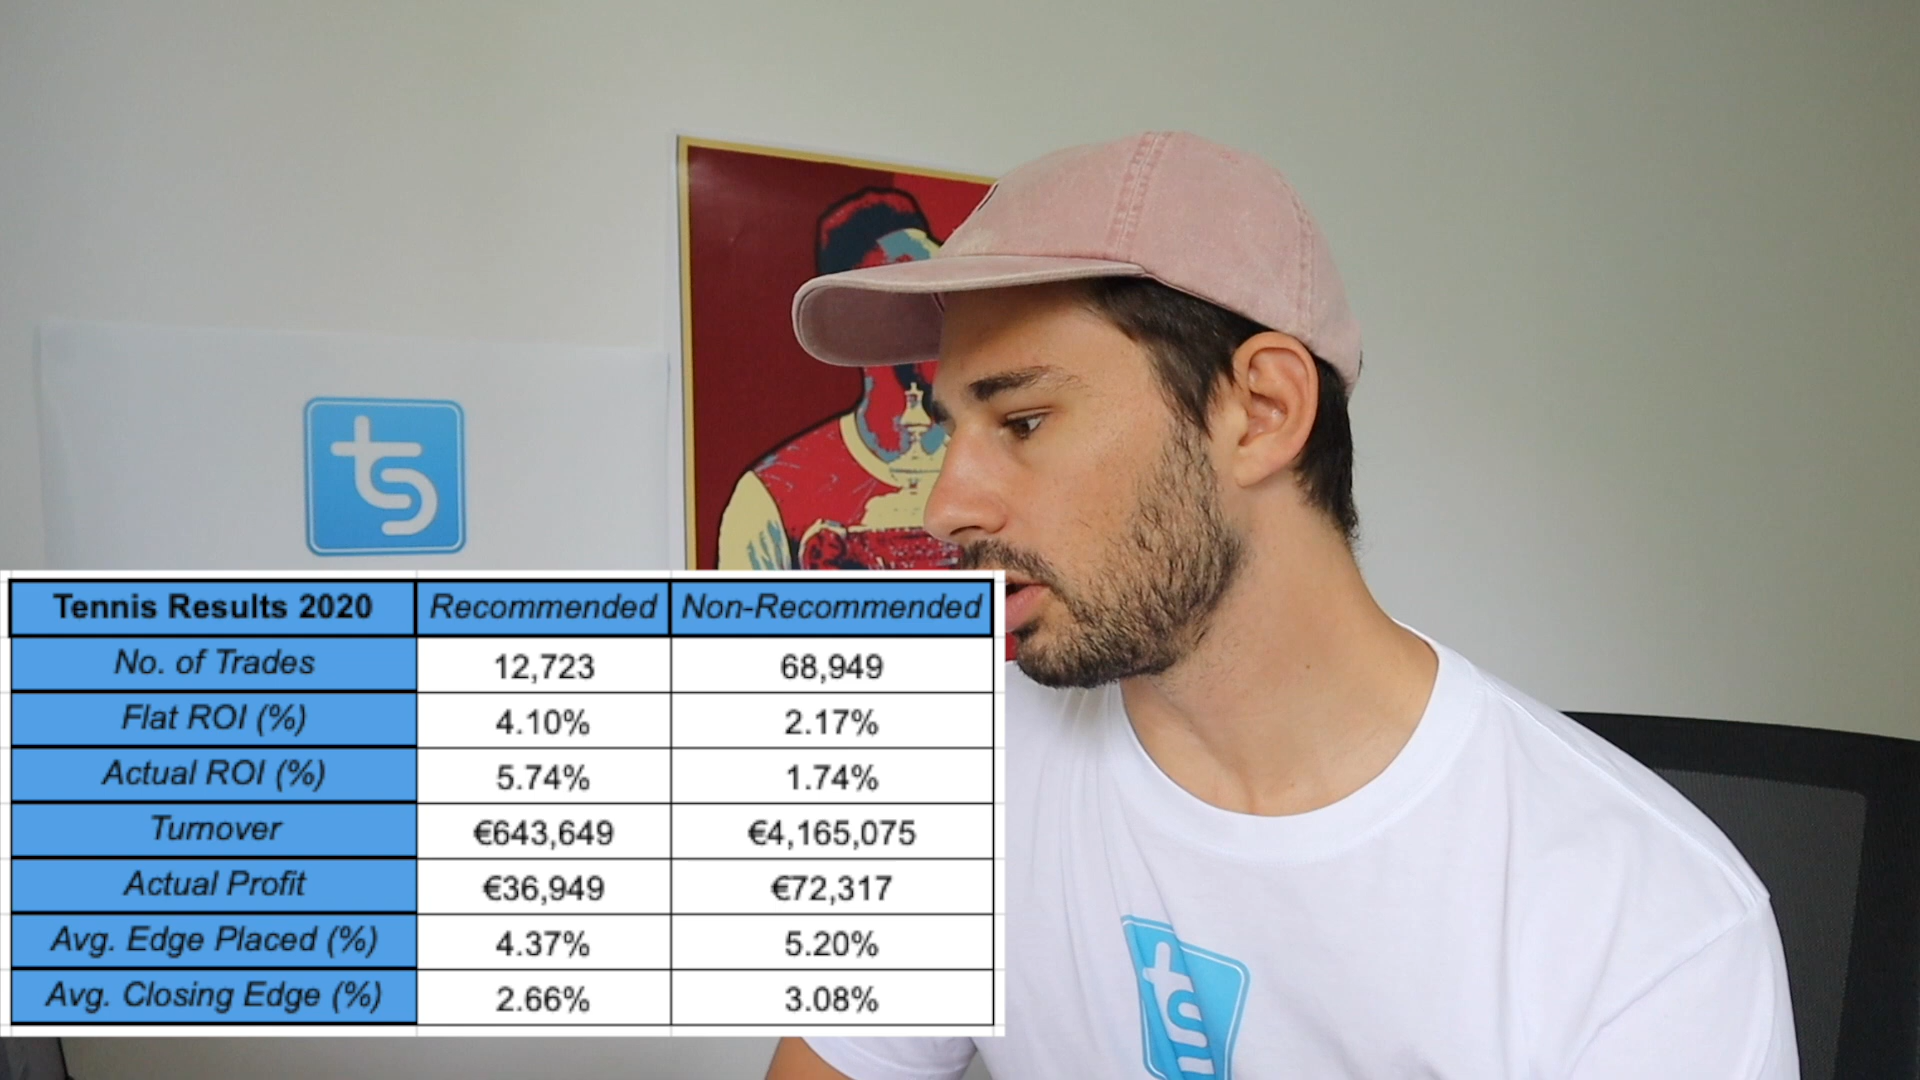 ts
Tennis Results 2020 Recommended Non-Recommended
No. of Trades 12,723 68,949
Flat ROI (%) 4.10% 2.17%
Actual ROI (%) 5.74% 1.74%
Turnover €643,649 €4,165,075
Actual Profit €36,949 €72,317
Avg. Edge Placed (%) 4.37% 5.20%
Avg. Closing Edge (%) 2.66% 3.08%
ts